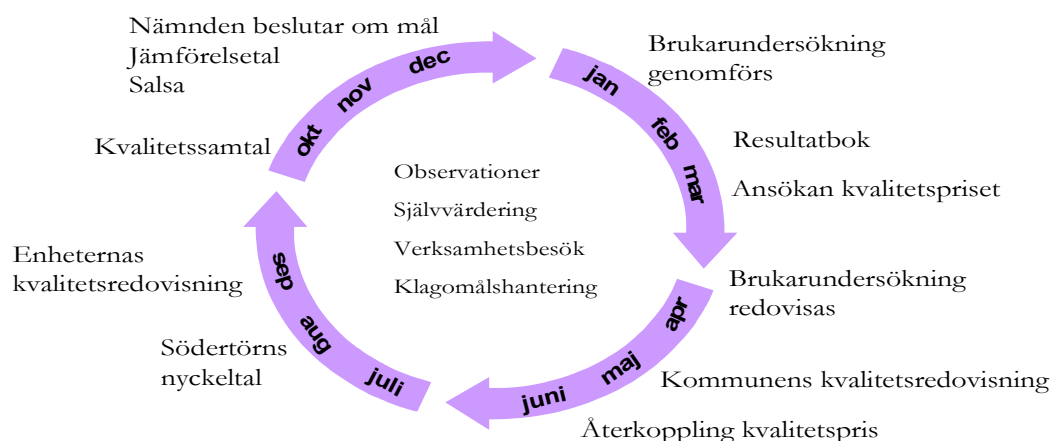 Nämnden beslutar om mål
Jämförelsetal
Salsa
Brukarundersökning
genomförs
okt nov dec
jan feb mar
Kvalitetssamtal
Resultatbok
Observationer
Ansökan kvalitetspriset
Självvärdering
Verksamhetsbesök
Klagomålshantering
Enheternas
kvalitetsredovisning
Brukarundersökning
redovisas
sep aug juli
apr maj juni
Södertörns
nyckeltal
Kommunens kvalitetsredovisning
Återkoppling kvalitetspris